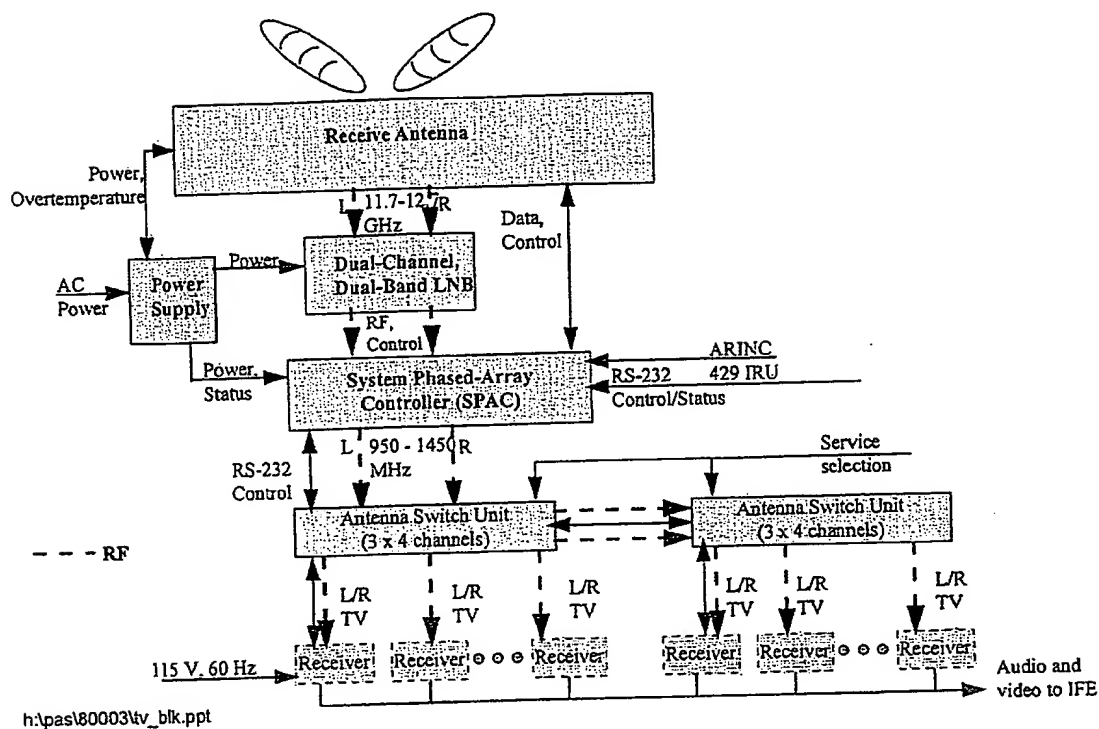 Receive Antenna
Power,
Overtemperature
L 11.7-12.7 R
GHz
Data,
Control
Power
Dual-Channel,
Dual-Band LNB
AC
Power
Power
Supply
RF,
Control
Power,
Status
System Phased-Array
Controller (SPAC)
ARINC
RS-232 429 IRU
Control/Status
L 950 - 1450 R
MHz
RS-232
Control
Service
selection
Antenna Switch Unit
(3 x 4 channels)
Antenna Switch Unit
(3 x 4 channels)
RF
L/R
TV
L/R
TV
L/R
TV
L/R
TV
L/R
TV
L/R
TV
Receiver
Receiver
Receiver
Receiver
Receiver
Receiver
115 V, 60 Hz
Audio and
video to IFE
h:\pas\80003\tv_blk.ppt